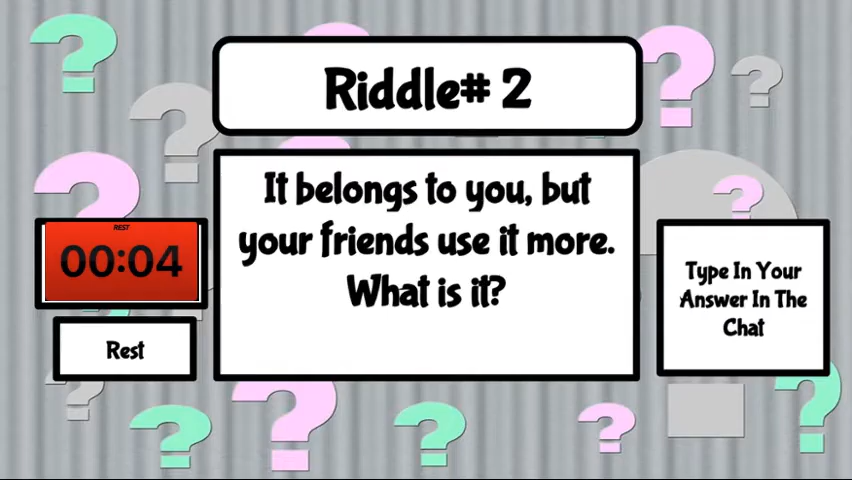 Riddle# 2
It belongs to you, but
your friends use it more.
What is it?
REST
00:04
Rest
Type In Your
Answer In The
Chat